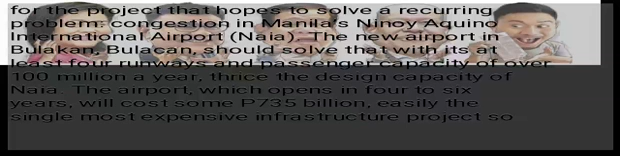 for the project that hopes to solve a recurring
problem: congestion in Manila's Ninoy Aquino
International Airport (Naia). The new airport in
Bulakan, Bulacan, should solve that with its at
least four runways and passenger capacity of over
100 million a year, thrice the design capacity of
Naia. The airport, which opens in four to six
years, will cost some P735 billion, easily the
single most expensive infrastructure project so